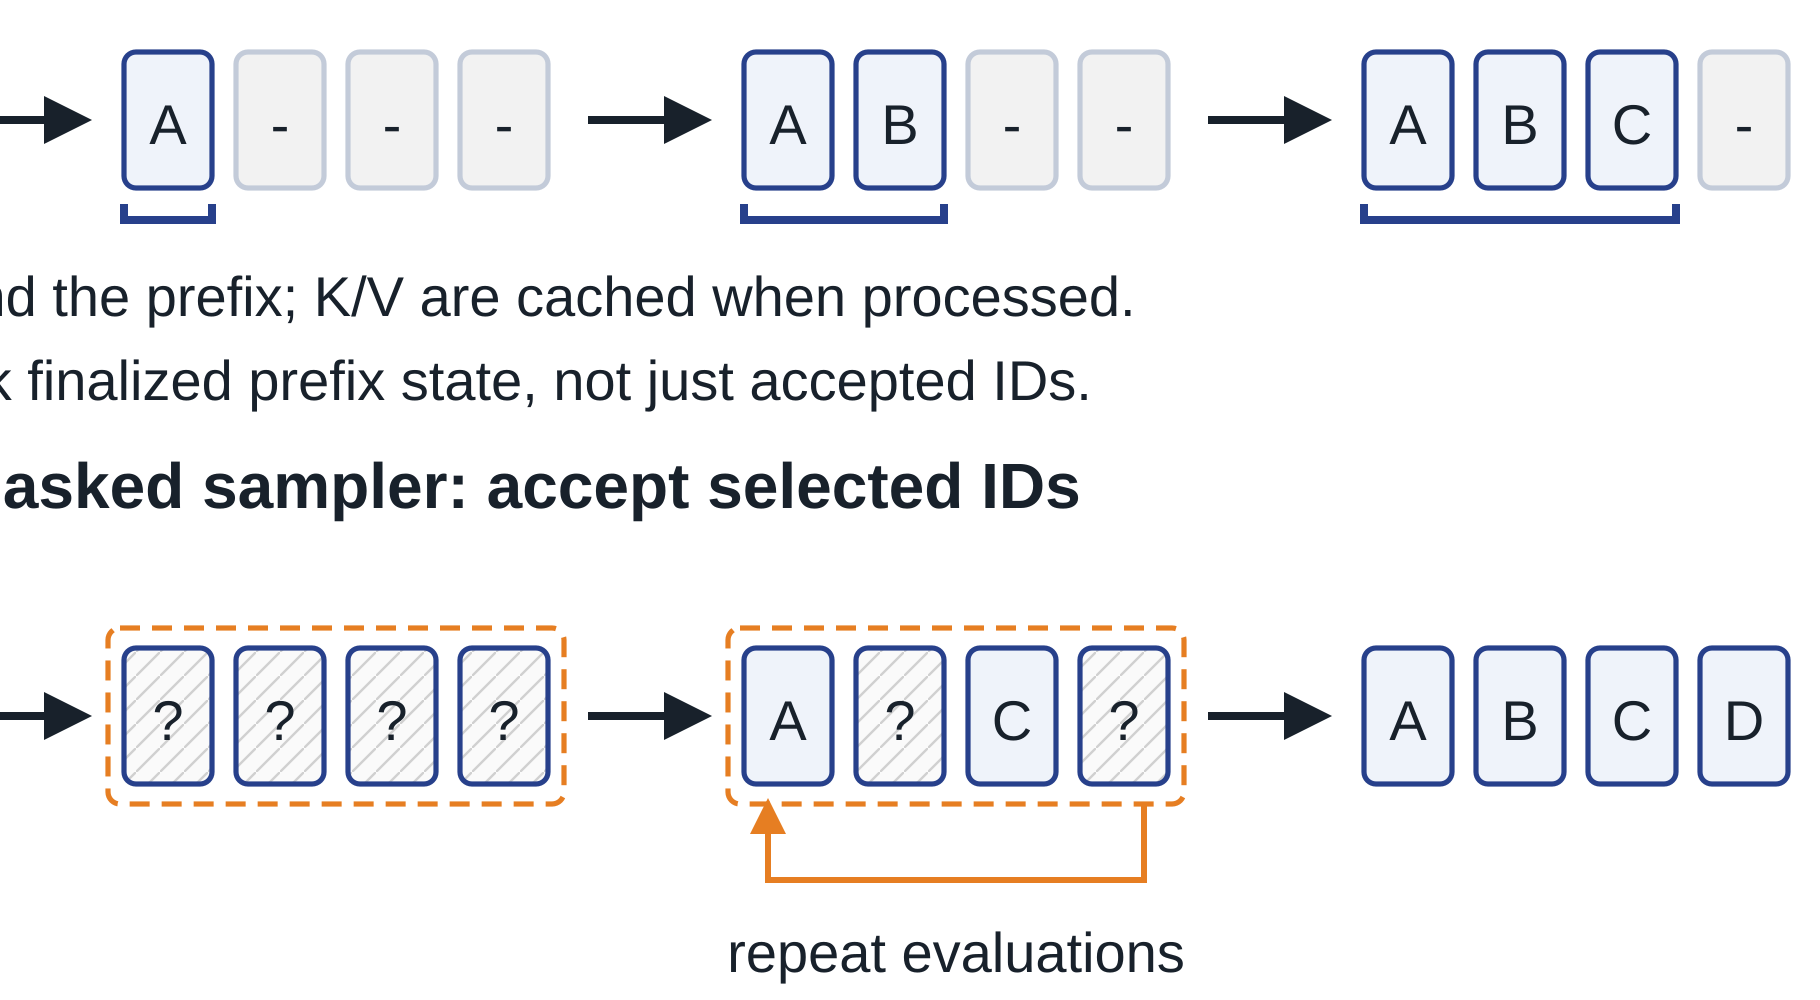 A - - - A B - - A B C -
the prefix; K/V are cached when processed.
finalized prefix state, not just accepted IDs.
sampler: accept selected IDs
? ? ? ? A ? C ? A B C D
repeat evaluations